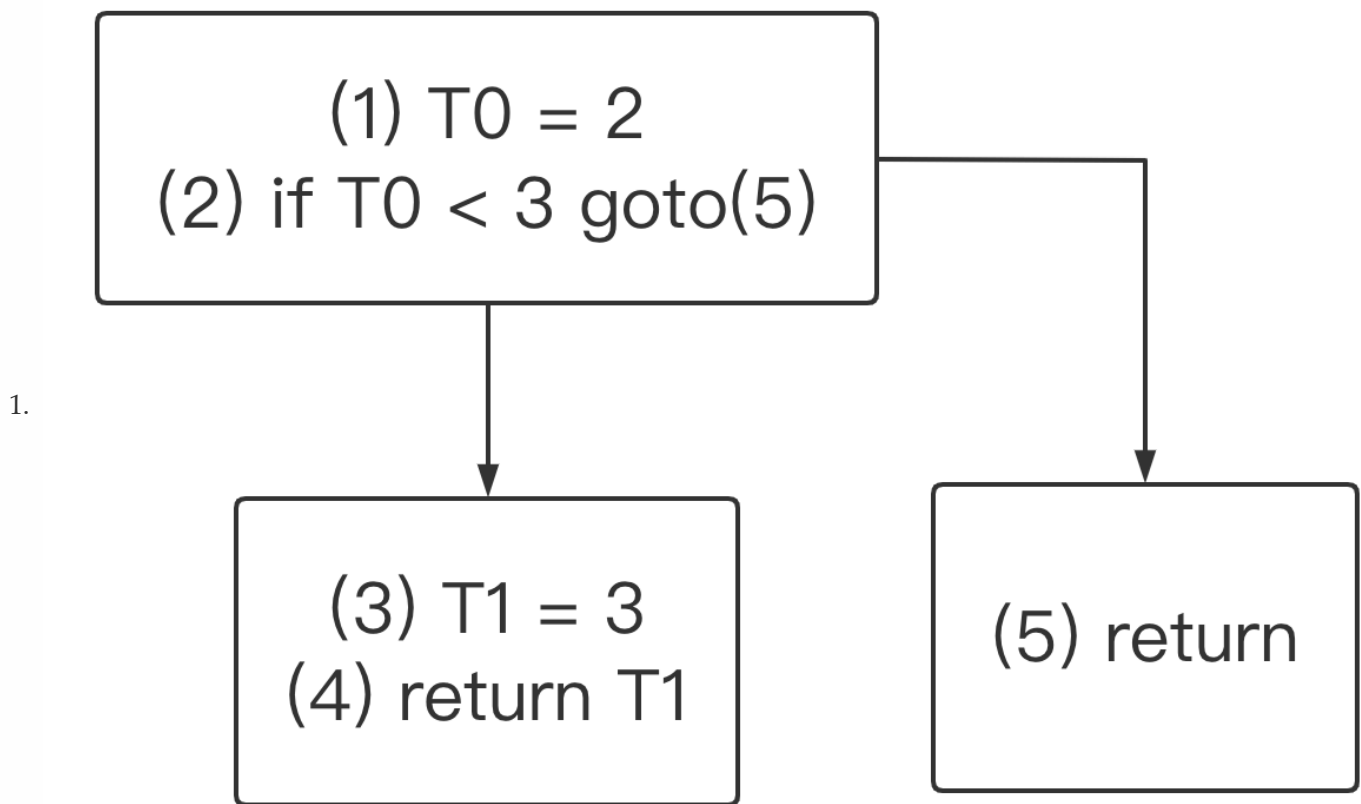 (1) T0 = 2
(2) if T0 < 3 goto(5)
1.
(3) T1 = 3
(4) return T1
(5) return